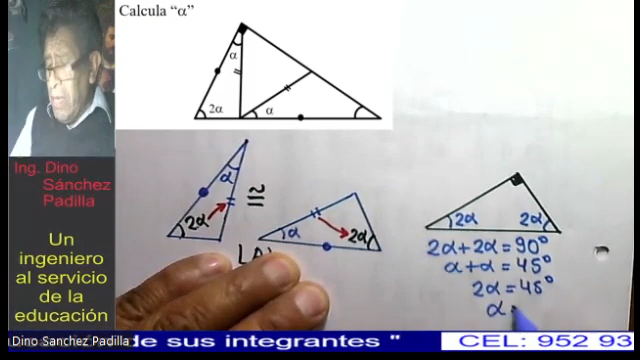 Calcula “α”
α
2α
α
Ing. Dino
Sánchez
Padilla
Un
ingeniero
al servicio
de la
educación
α
2α
≅
α
2α
2α
2α
2α+2α=90°
α+α=45°
2α=45°
α
Dino Sanchez Padilla
de sus integrantes "
CEL: 952 93